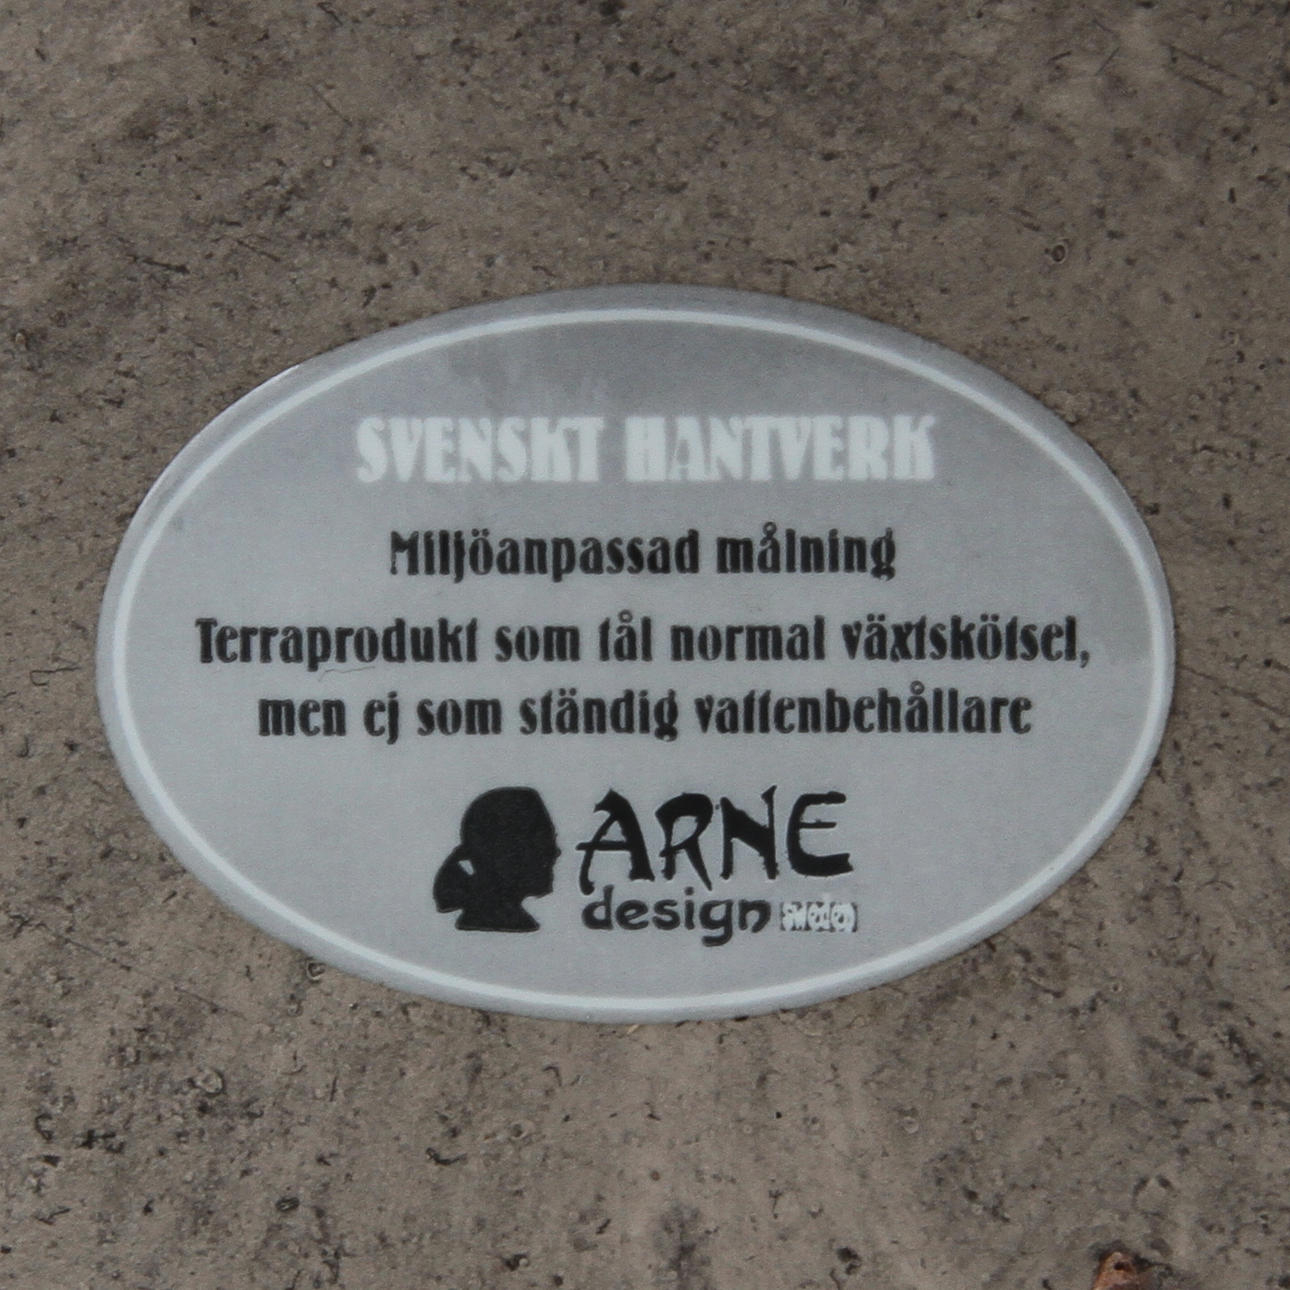 SVENSKT HANTVERK
Miljöanpassad målning
Terraprodukt som tål normal växtskötsel,
men ej som ständig vattenbehållare
ARNE
design